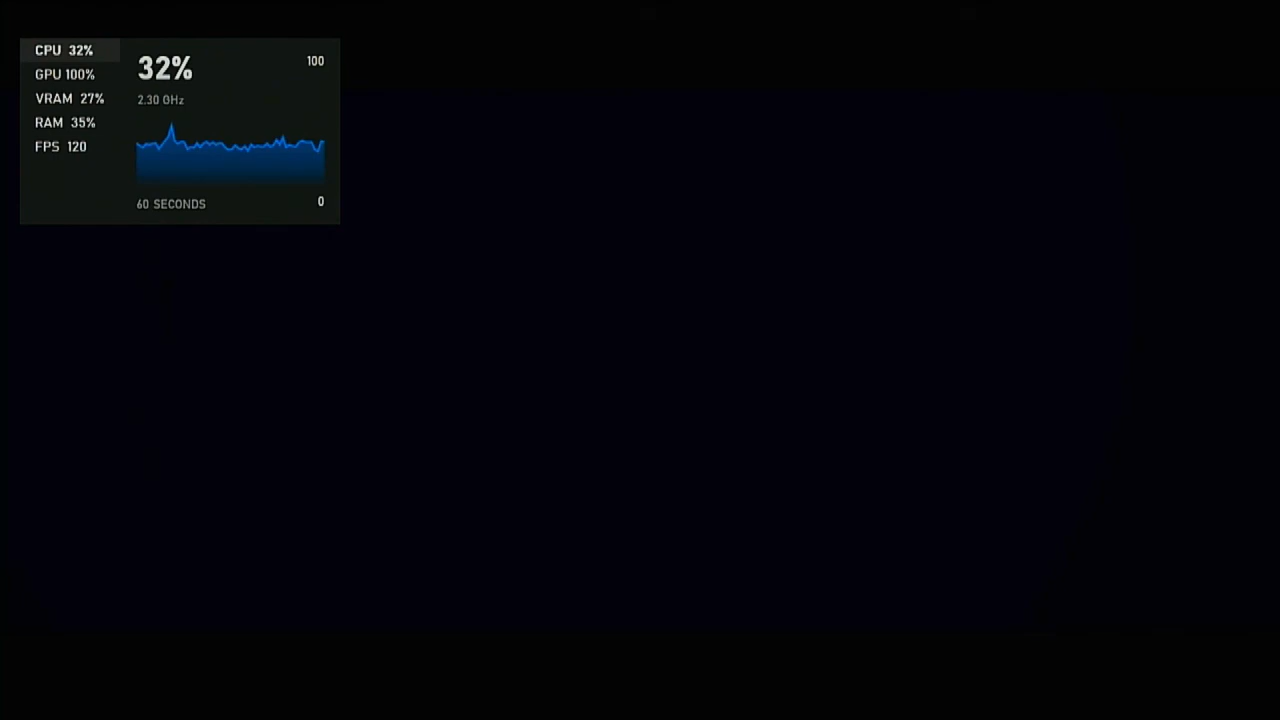 CPU 32%
GPU 100%
VRAM 27%
RAM 35%
FPS 120
32%
100
2.30 GHz
60 SECONDS
0